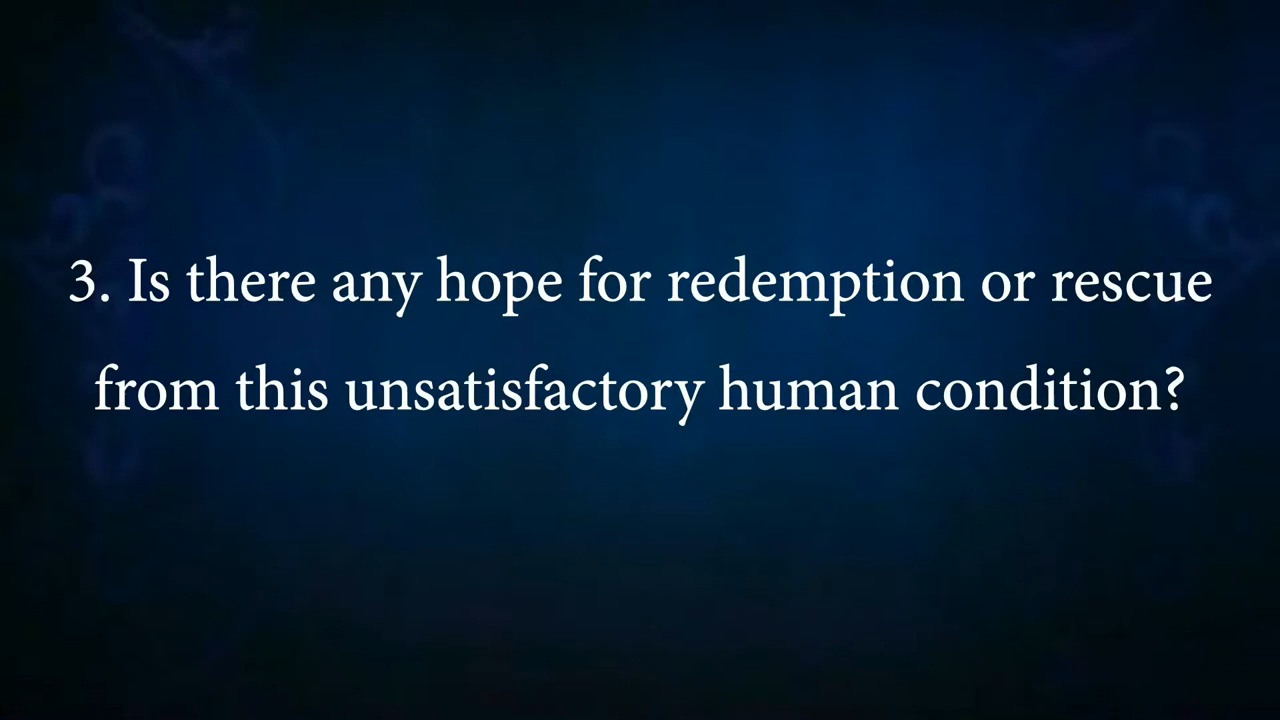 3. Is there any hope for redemption or rescue
from this unsatisfactory human condition?